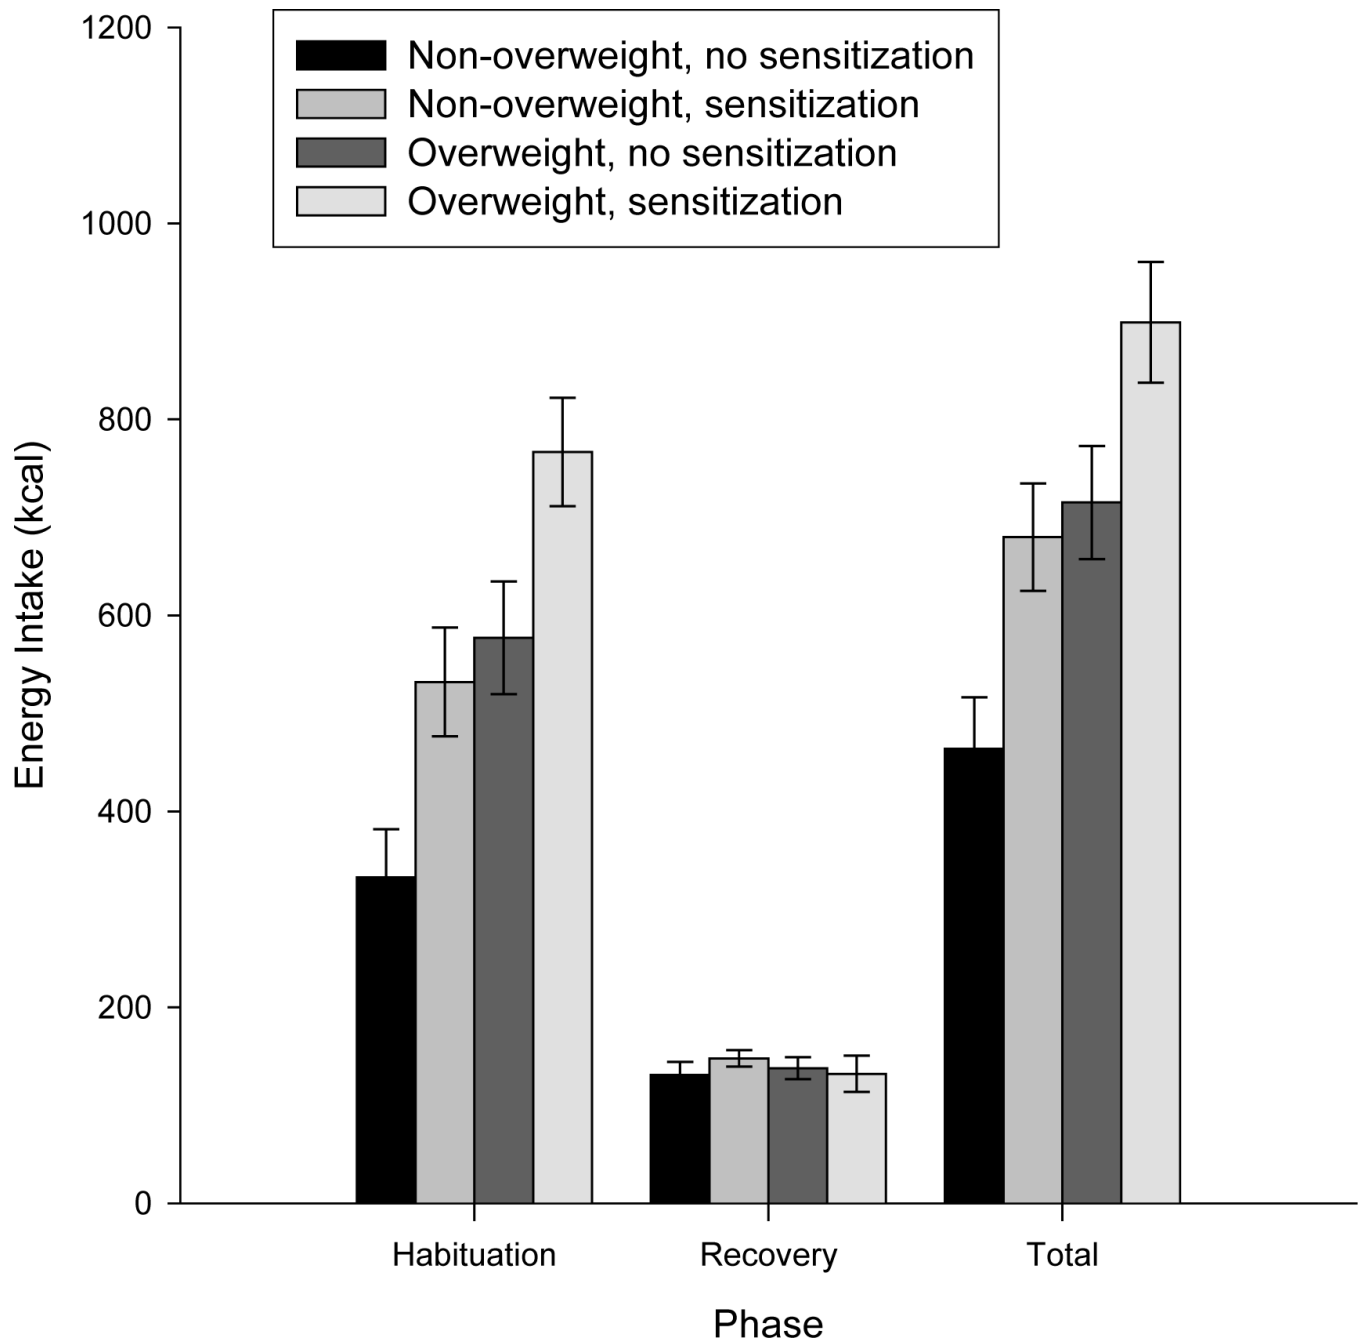 1200
1000
800
600
400
200
0
Energy Intake (kcal)
Non-overweight, no sensitization
Non-overweight, sensitization
Overweight, no sensitization
Overweight, sensitization
Habituation Recovery Total
Phase